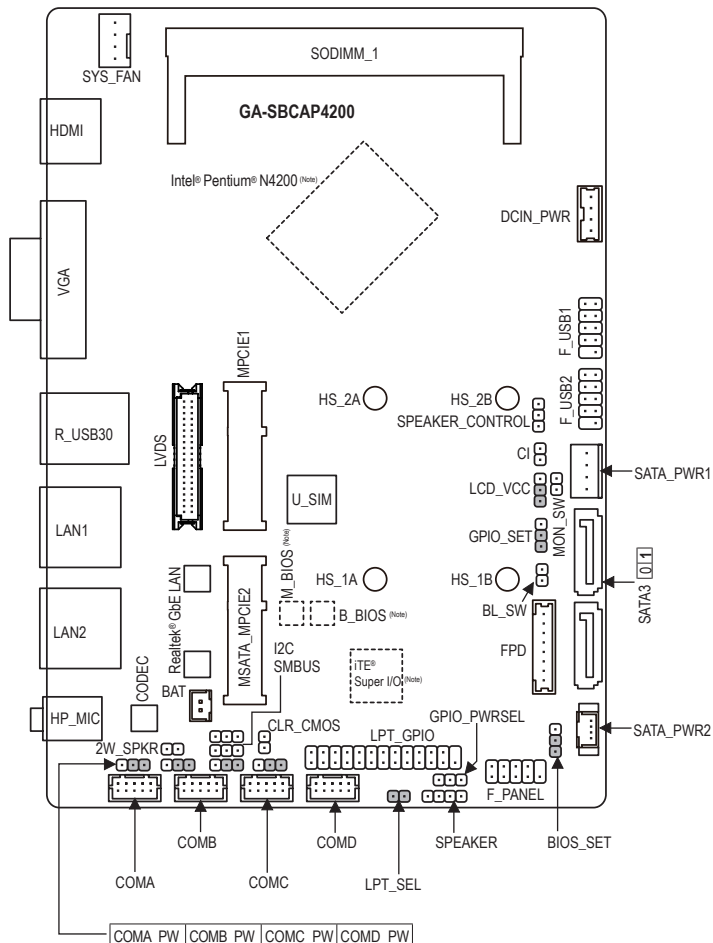 SYS_FAN
SODIMM_1
GA-SBCAP4200
HDMI
Intel® Pentium® N4200 (Note)
DCIN_PWR
VGA
F_USB1
MPCIE1
F_USB2
HS_2A
HS_2B
SPEAKER_CONTROL
R_USB30
LVDS
CI
SATA_PWR1
LCD_VCC
U_SIM
MON_SW
LAN1
GPIO_SET
M_BIOS (Note)
HS_1A
HS_1B
SATA3 0 1
Realtek® GbE LAN
MSATA_MPCIE2
B_BIOS (Note)
BL_SW
LAN2
I2C
SMBUS
FPD
iTE®
Super I/O (Note)
CODEC
BAT
GPIO_PWRSEL
HP_MIC
CLR_CMOS
LPT_GPIO
SATA_PWR2
2W_SPKR
F_PANEL
COMB
COMD
SPEAKER
BIOS_SET
COMA
COMC
LPT_SEL
COMA_PW COMB_PW COMC_PW COMD_PW